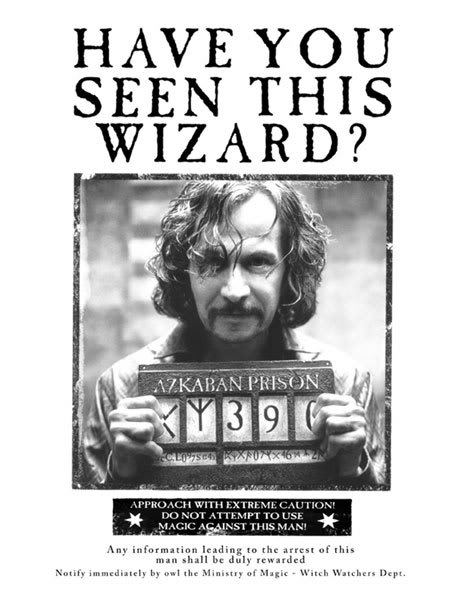 HAVE YOU
SEEN THIS
WIZARD?
AZKABAN PRISON
390
APPROACH WITH EXTREME CAUTION!
DO NOT ATTEMPT TO USE
MAGIC AGAINST THIS MAN!
Any information leading to the arrest of this
man shall be duly rewarded
Notify immediately by owl the Ministry of Magic - Witch Watchers Dept.